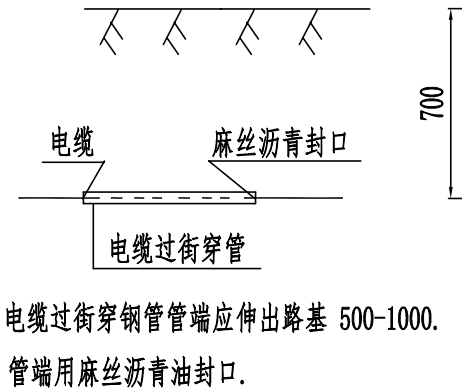 700
电缆
麻丝沥青封口
电缆过街穿管
电缆过街穿钢管管端应伸出路基 500-1000.
管端用麻丝沥青油封口.